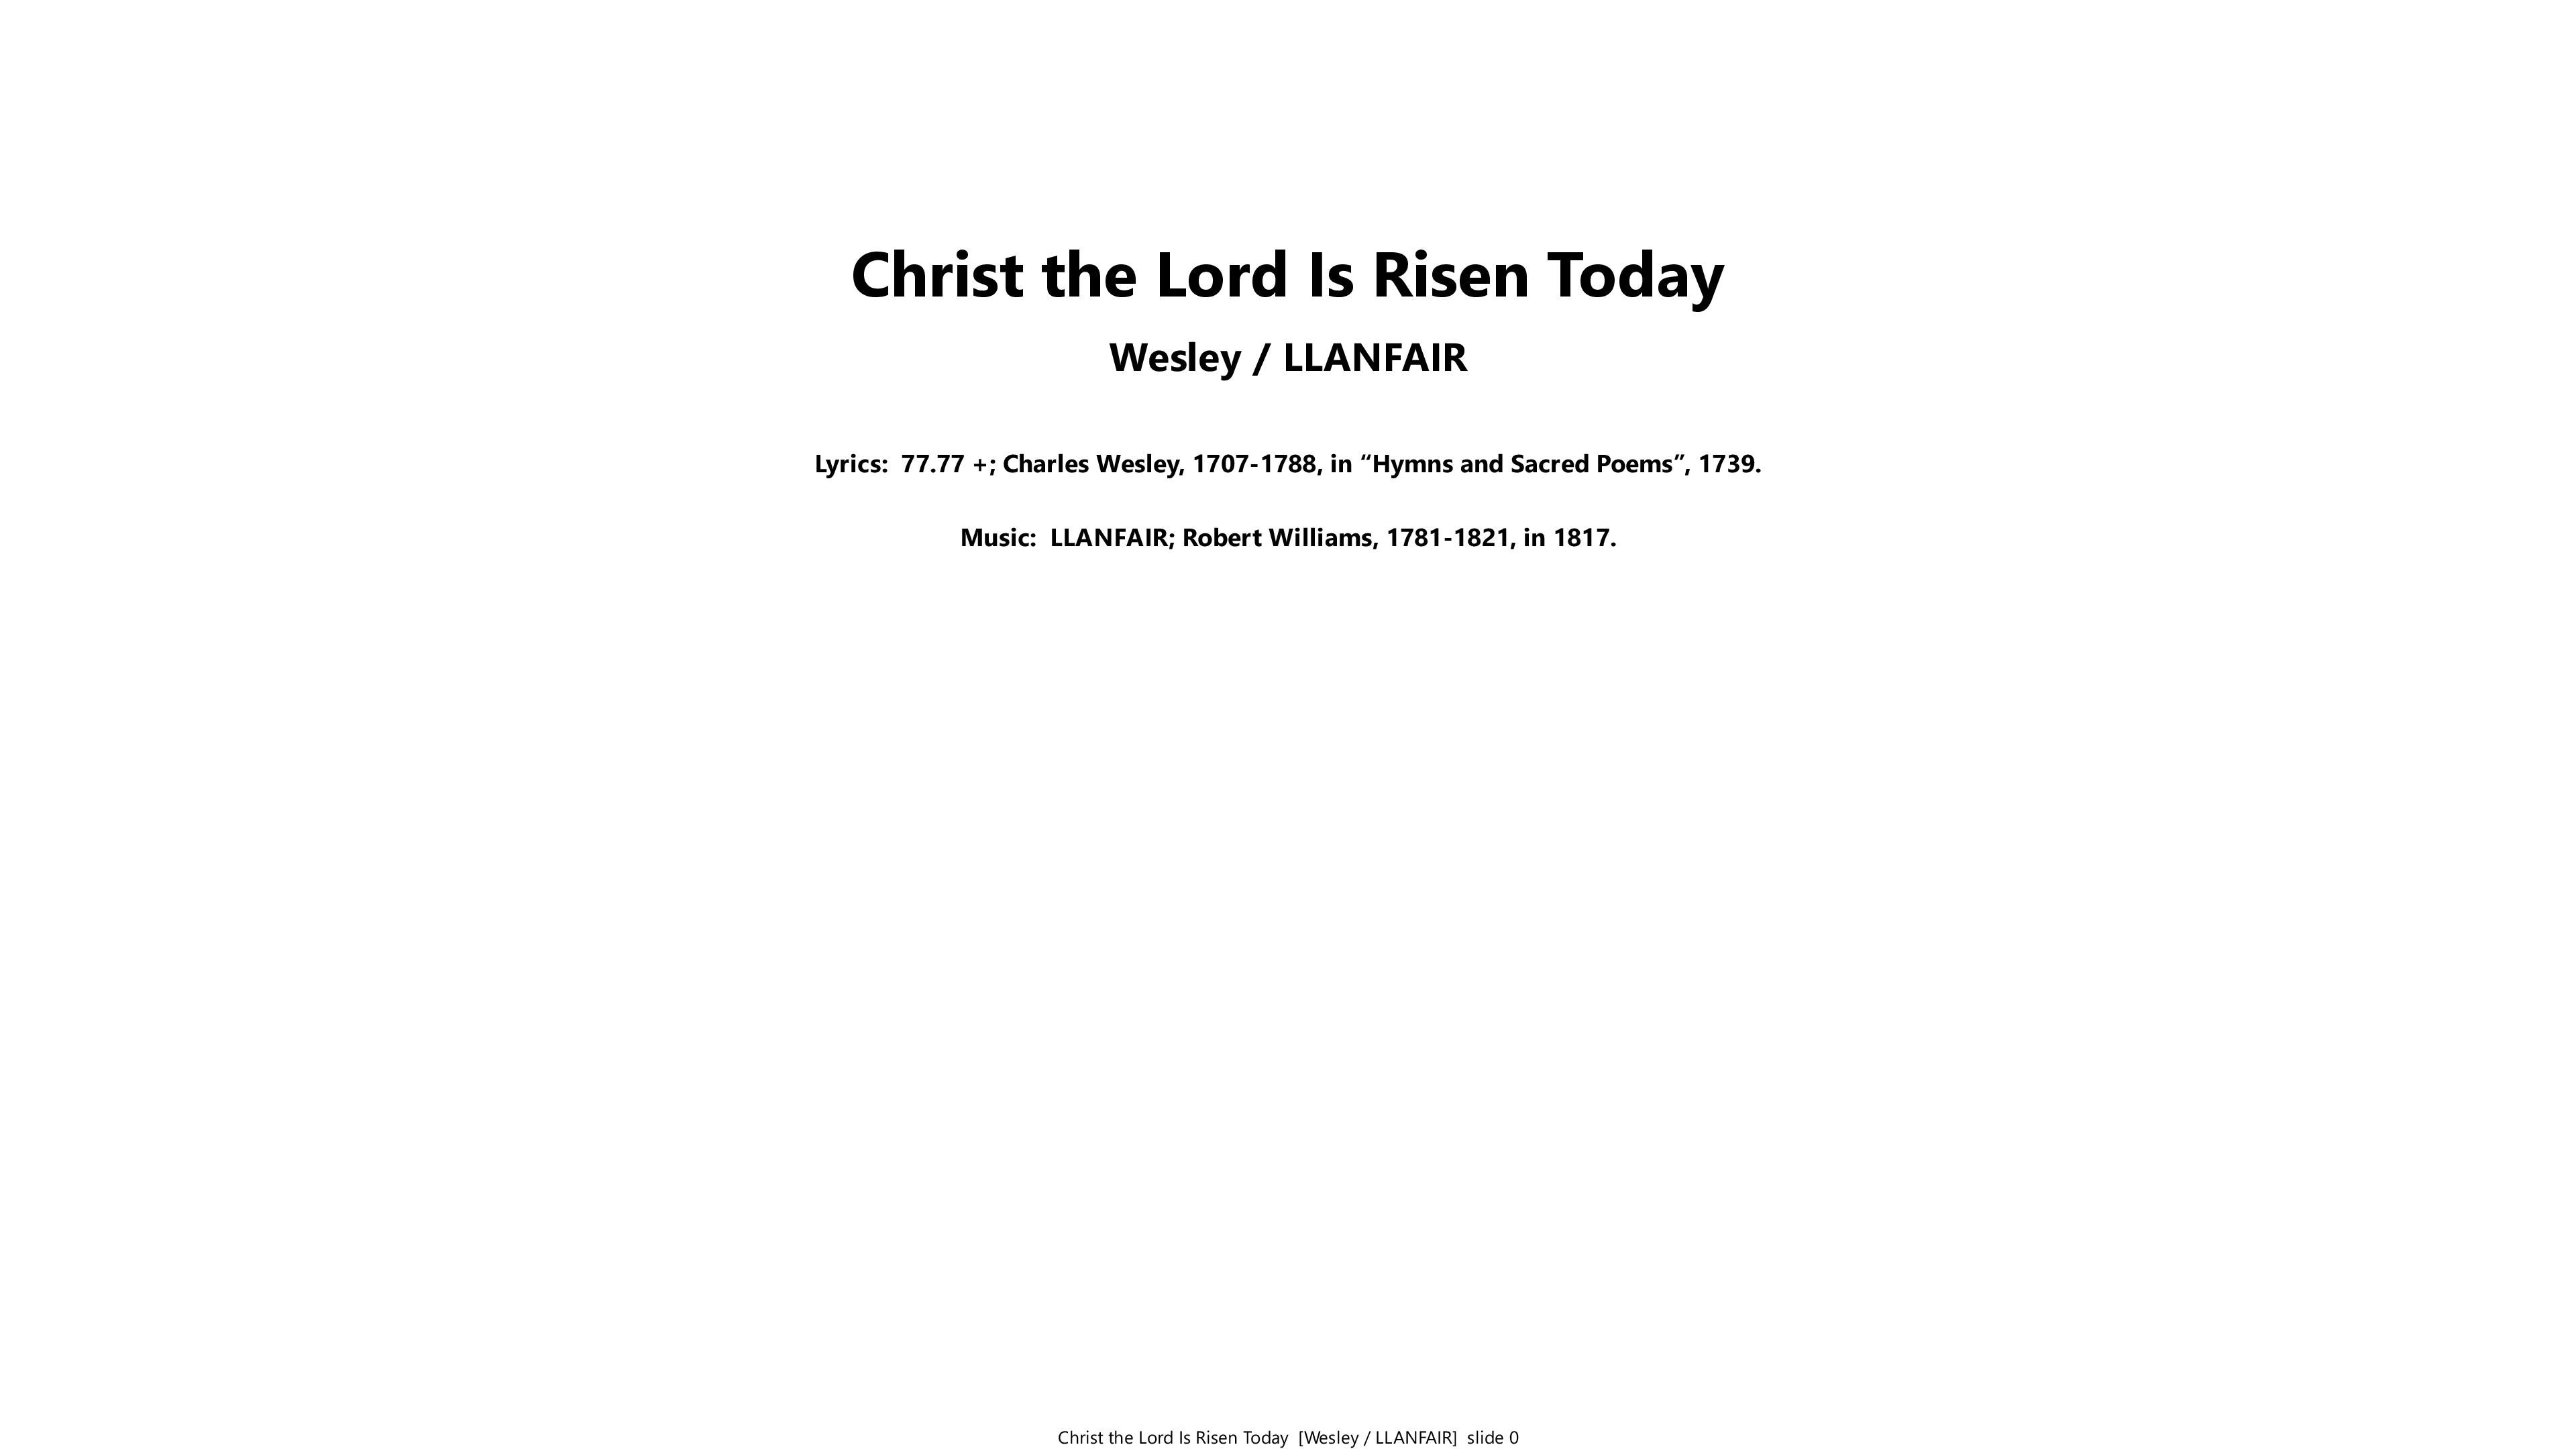 Christ the Lord Is Risen Today
Wesley / LLANFAIR
Lyrics:  77.77 +; Charles Wesley, 1707-1788, in “Hymns and Sacred Poems”, 1739.
Music:  LLANFAIR; Robert Williams, 1781-1821, in 1817.
Christ the Lord Is Risen Today  [Wesley / LLANFAIR]  slide 0